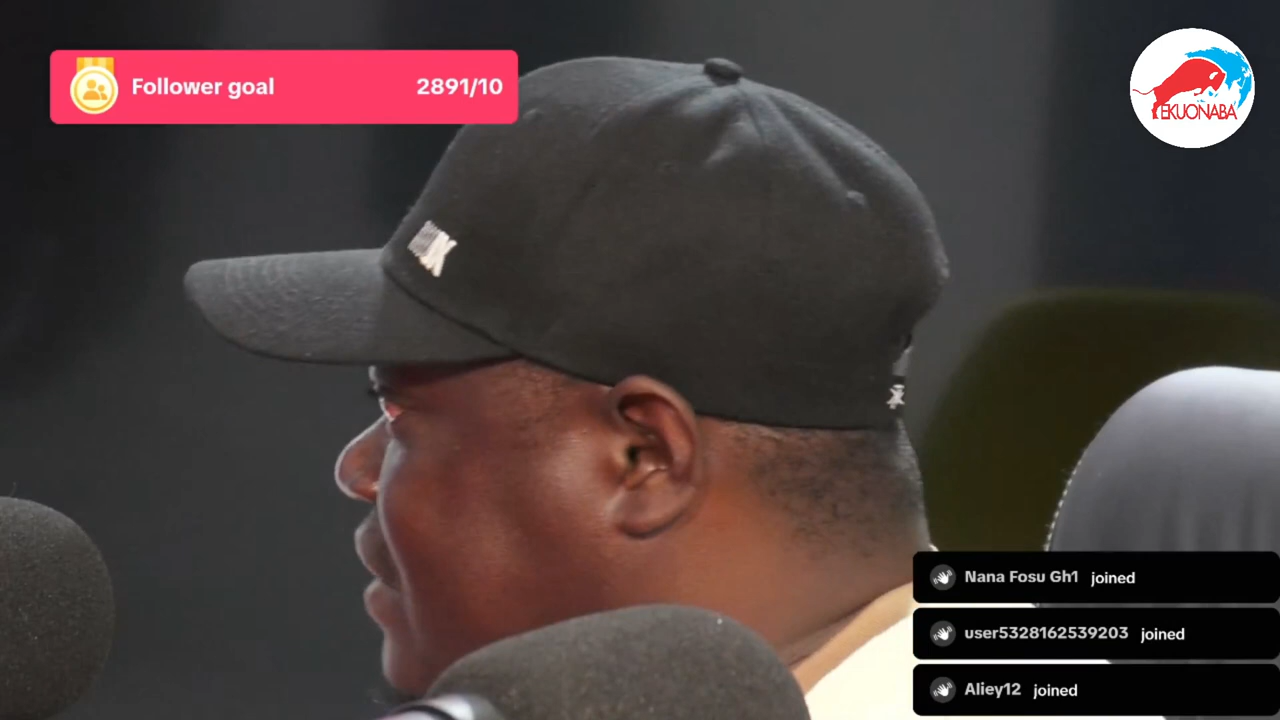 Follower goal 2891/10
EKUONABA
Nana Fosu Gh1 joined
user5328162539203 joined
Aliey12 joined